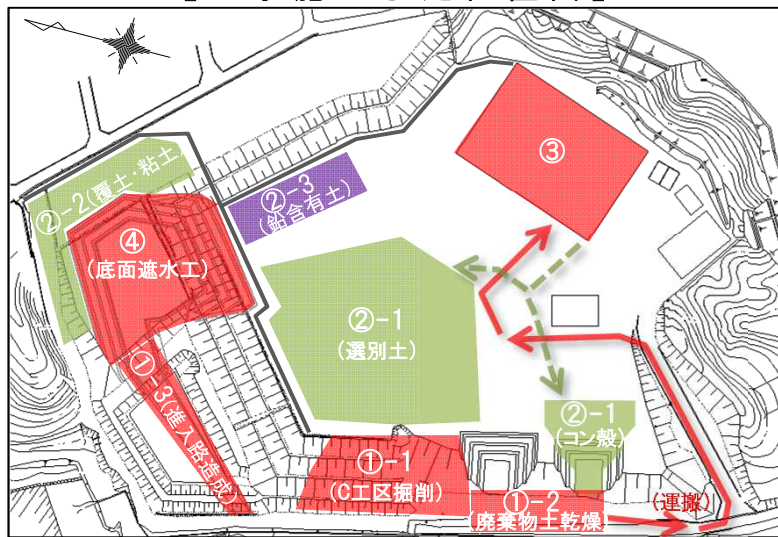 ③
②-3
(鉛含有土)
②-2(覆土・粘土)
④
(底面遮水工)
②-1
(選別土)
①-3(進入路造成)
②-1
(コン殻)
①-1
(C工区掘削)
①-2
(廃棄物土乾燥)
(運搬)